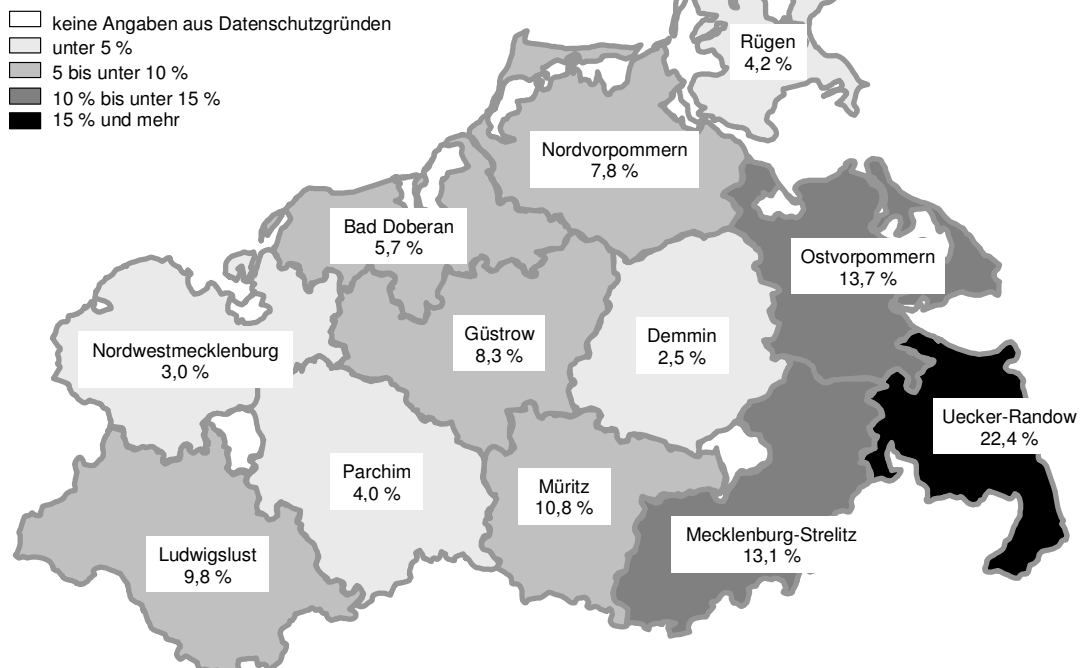 keine Angaben aus Datenschutzgründen
unter 5 %
5 bis unter 10 %
10 % bis unter 15 %
15 % und mehr
Rügen
4,2 %
Nordvorpommern
7,8 %
Bad Doberan
5,7 %
Ostvorpommern
13,7 %
Güstrow
8,3 %
Demmin
2,5 %
Nordwestmecklenburg
3,0 %
Uecker-Randow
22,4 %
Parchim
4,0 %
Müritz
10,8 %
Mecklenburg-Strelitz
13,1 %
Ludwigslust
9,8 %